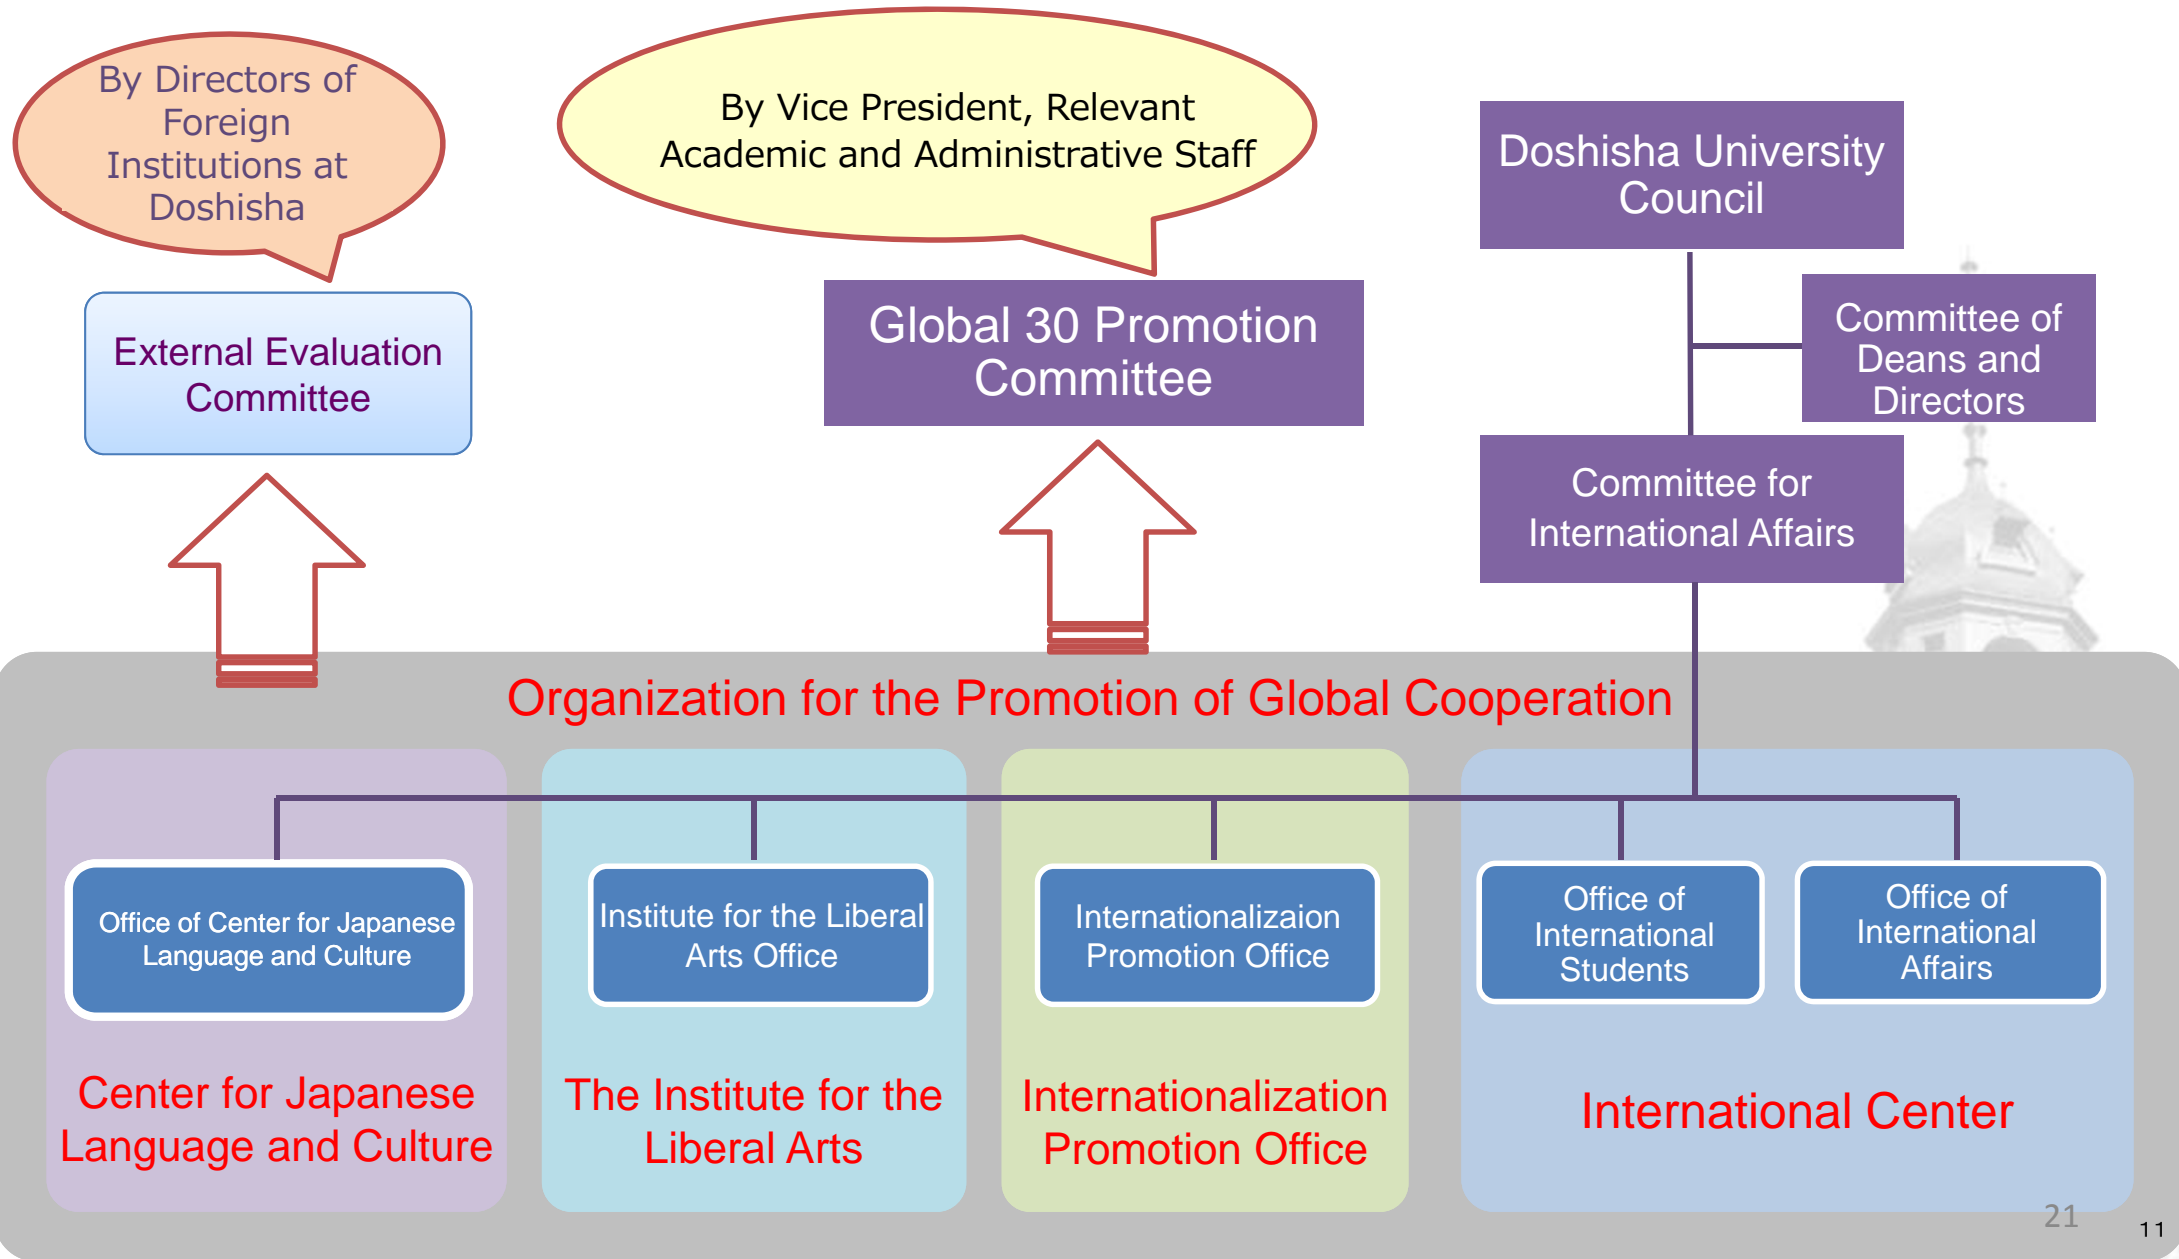 By Directors of
Foreign
Institutions at
Doshisha
By Vice President, Relevant
Academic and Administrative Staff
Doshisha University
Council
Committee of
Deans and
Directors
External Evaluation
Committee
Global 30 Promotion
Committee
Committee for
International Affairs
Organization for the Promotion of Global Cooperation
Office of Center for Japanese
Language and Culture
Institute for the Liberal
Arts Office
Internationalizaion
Promotion Office
Office of
International
Students
Office of
International
Affairs
Center for Japanese
Language and Culture
The Institute for the
Liberal Arts
Internationalization
Promotion Office
International Center
21
11